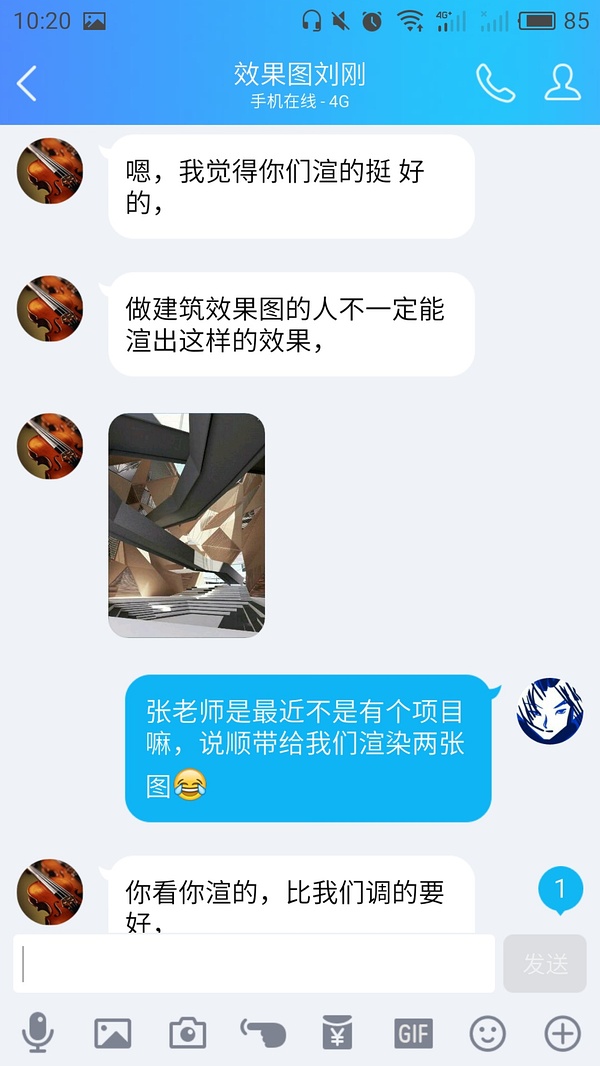 10:20 4G+ 85
效果图刘刚
手机在线 - 4G
嗯，我觉得你们渲的挺 好
的，
做建筑效果图的人不一定能
渲出这样的效果，
张老师是最近不是有个项目
嘛，说顺带给我们渲染两张
图😂
你看你渲的，比我们调的要
好，
1
发送
¥ GIF